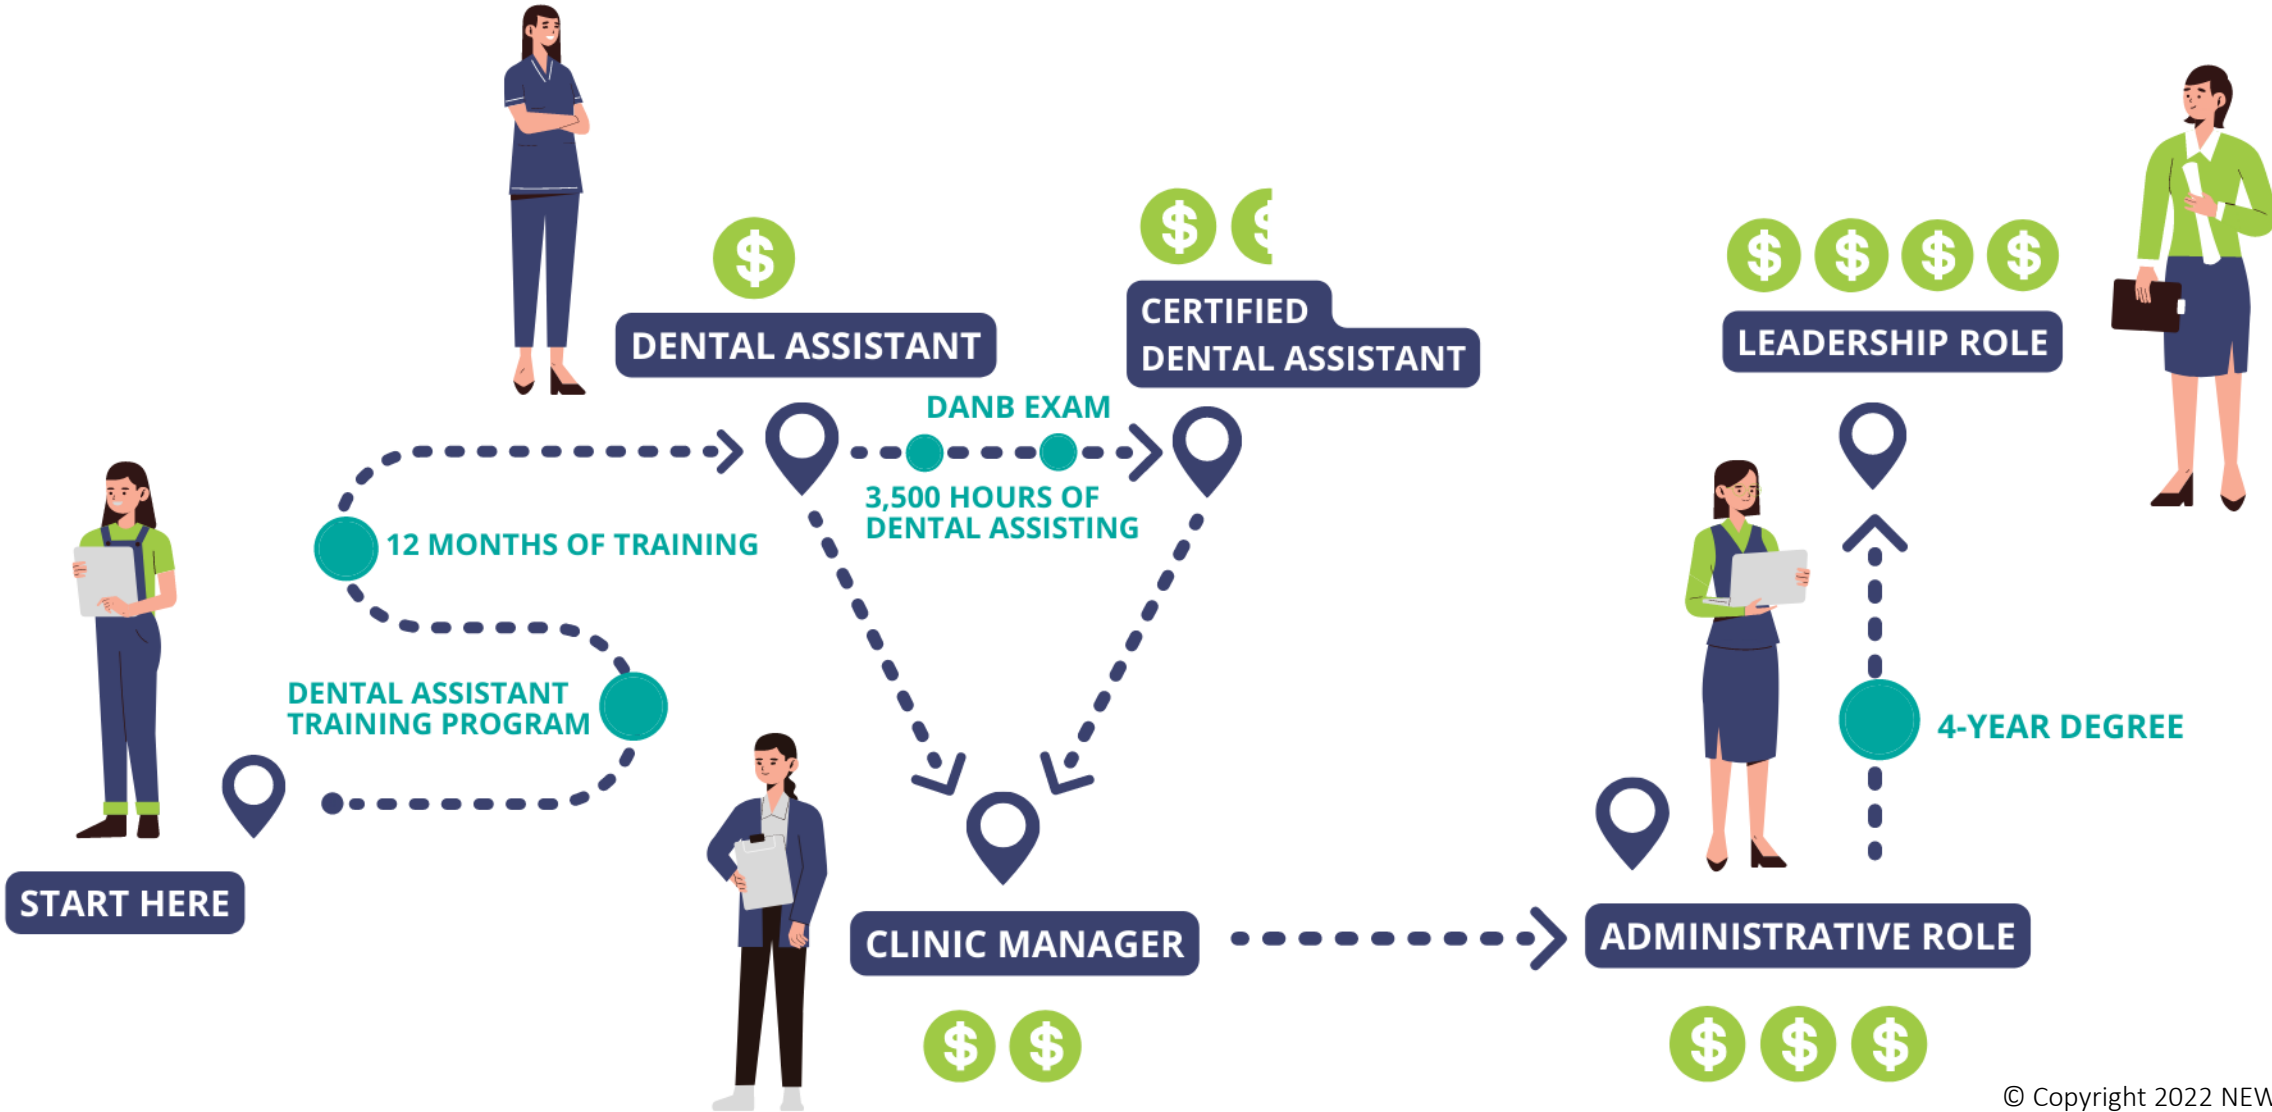 START HERE
DENTAL ASSISTANT
TRAINING PROGRAM
12 MONTHS OF TRAINING
$
DENTAL ASSISTANT
DANB EXAM
3,500 HOURS OF
DENTAL ASSISTING
$ $
CERTIFIED
DENTAL ASSISTANT
CLINIC MANAGER
$ $
ADMINISTRATIVE ROLE
$ $ $
4-YEAR DEGREE
$ $ $ $
LEADERSHIP ROLE
© Copyright 2022 NEW